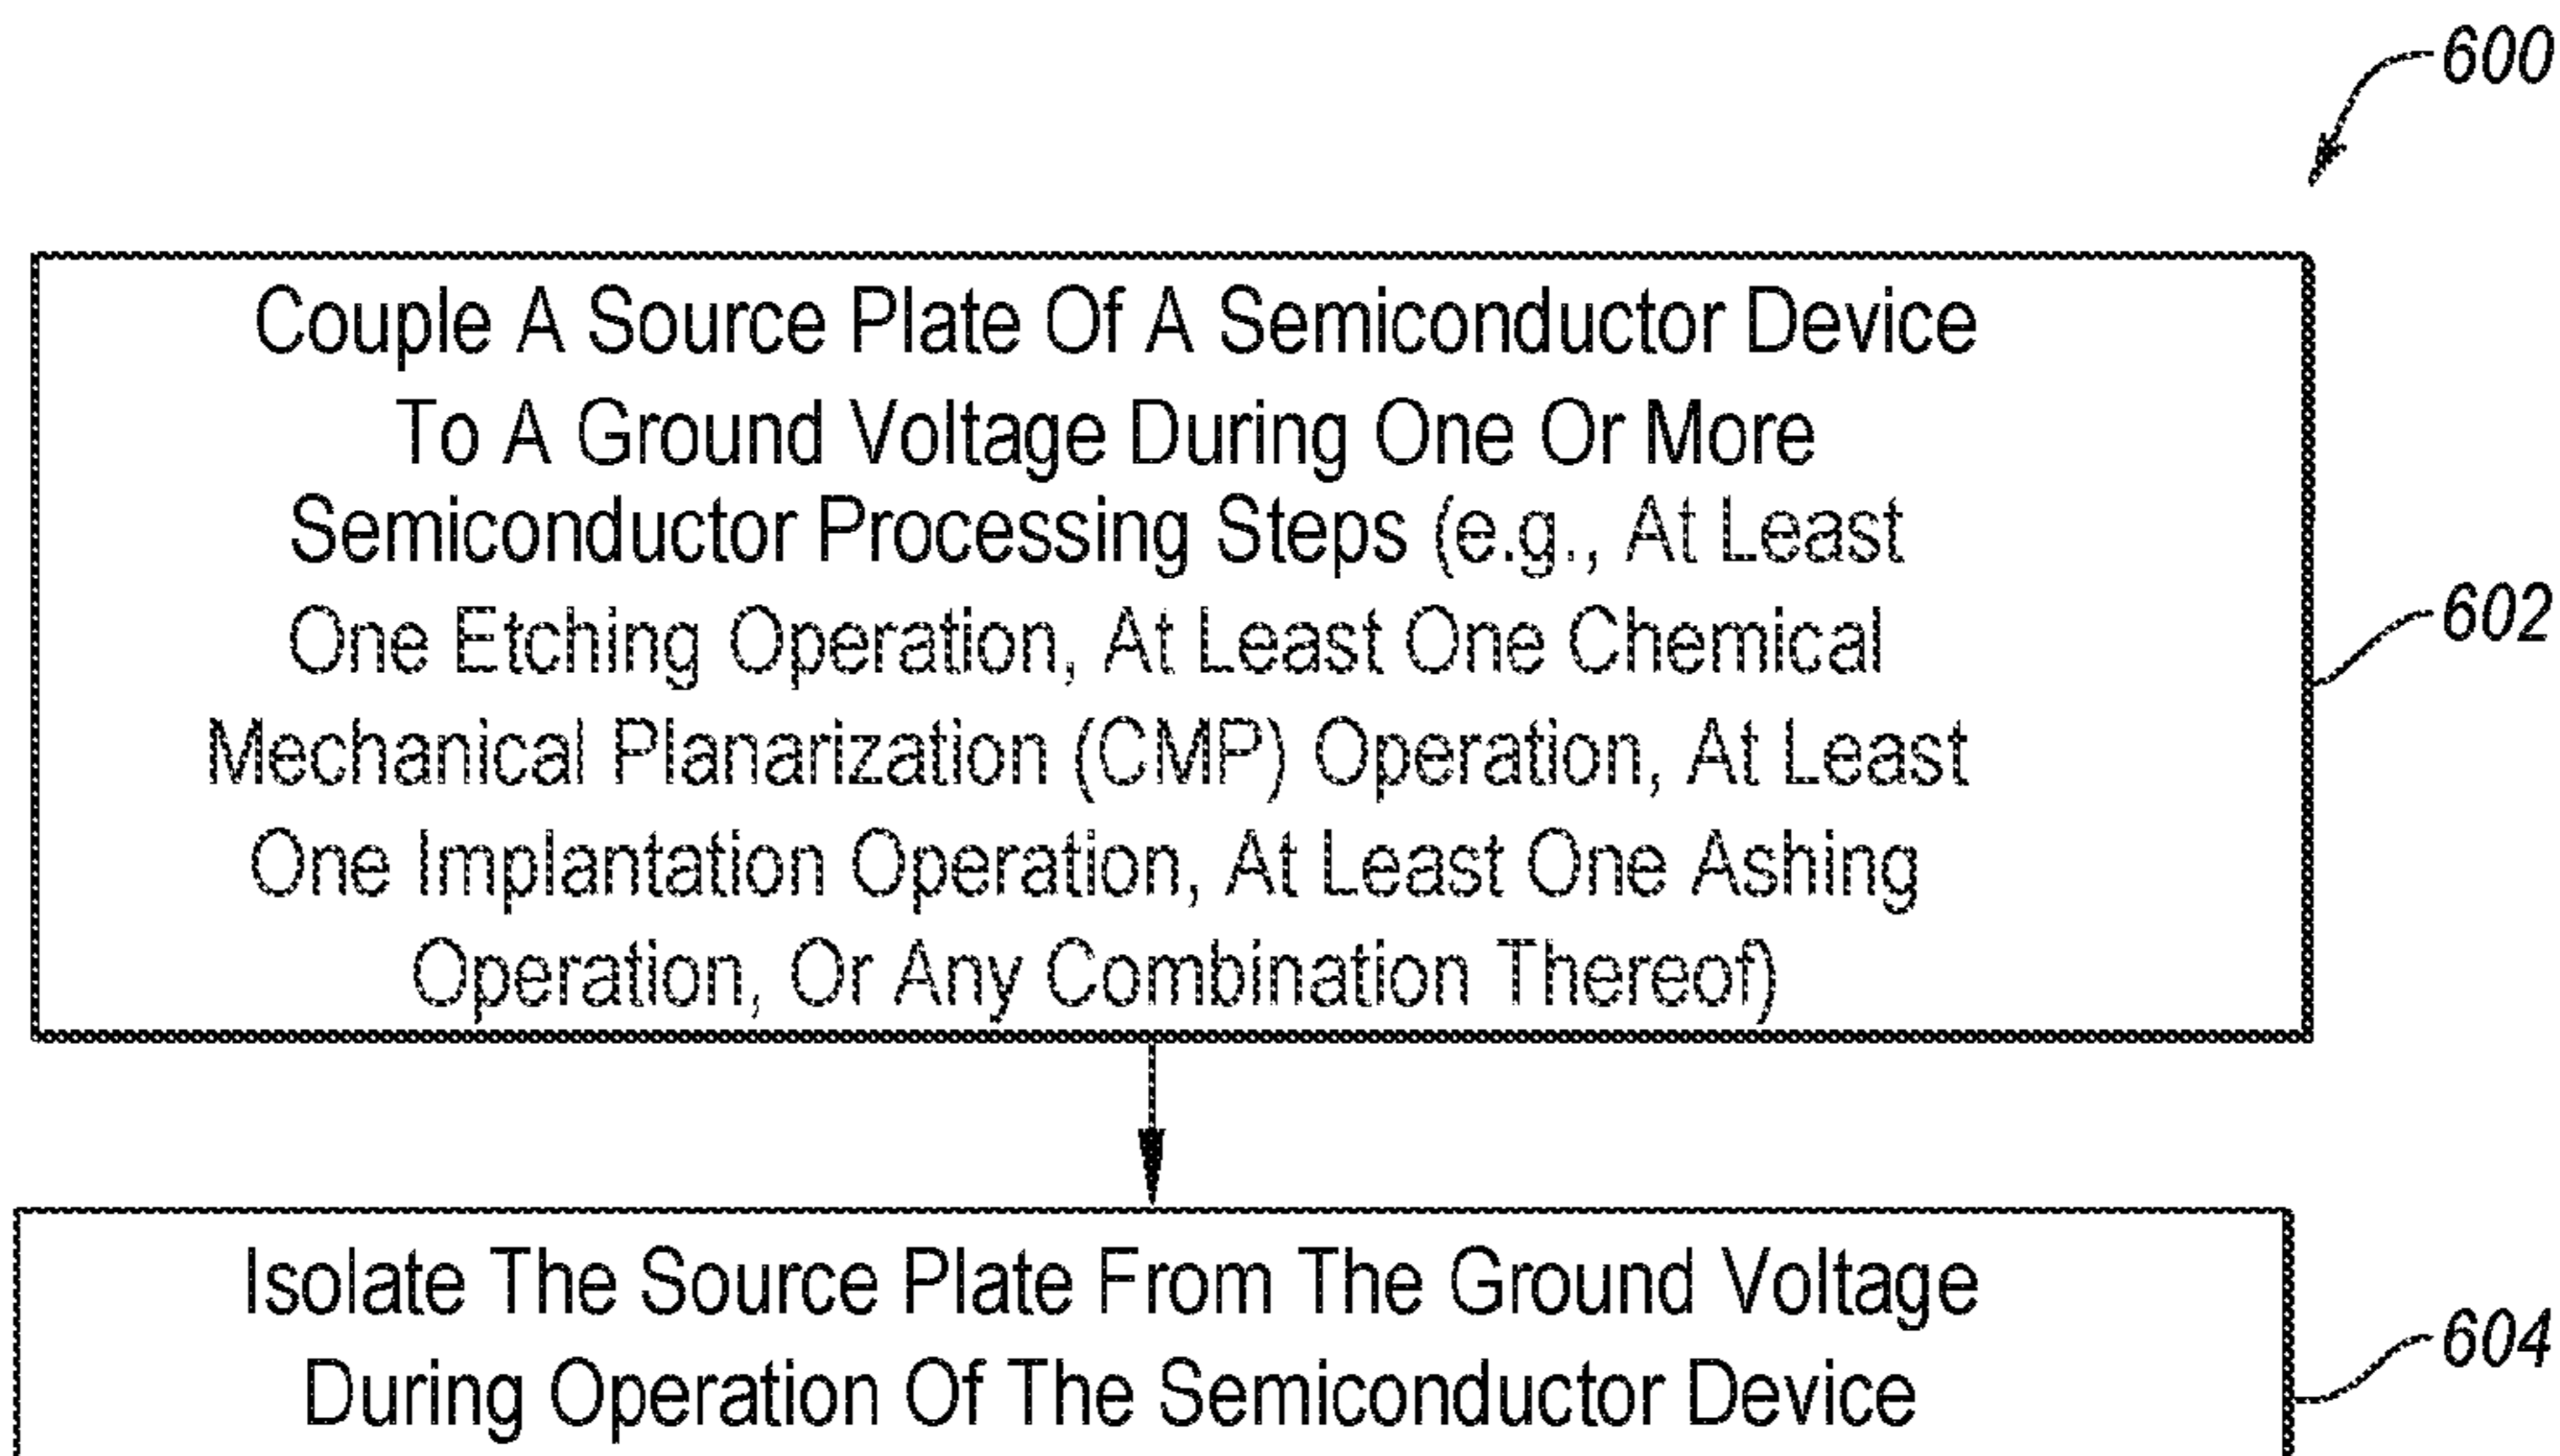 600
Couple A Source Plate Of A Semiconductor Device
To A Ground Voltage During One Or More
Semiconductor Processing Steps (e.g., At Least
One Etching Operation, At Least One Chemical
Mechanical Planarization (CMP) Operation, At Least
One Implantation Operation, At Least One Ashing
Operation, Or Any Combination Thereof)
602
Isolate The Source Plate From The Ground Voltage
During Operation Of The Semiconductor Device
604